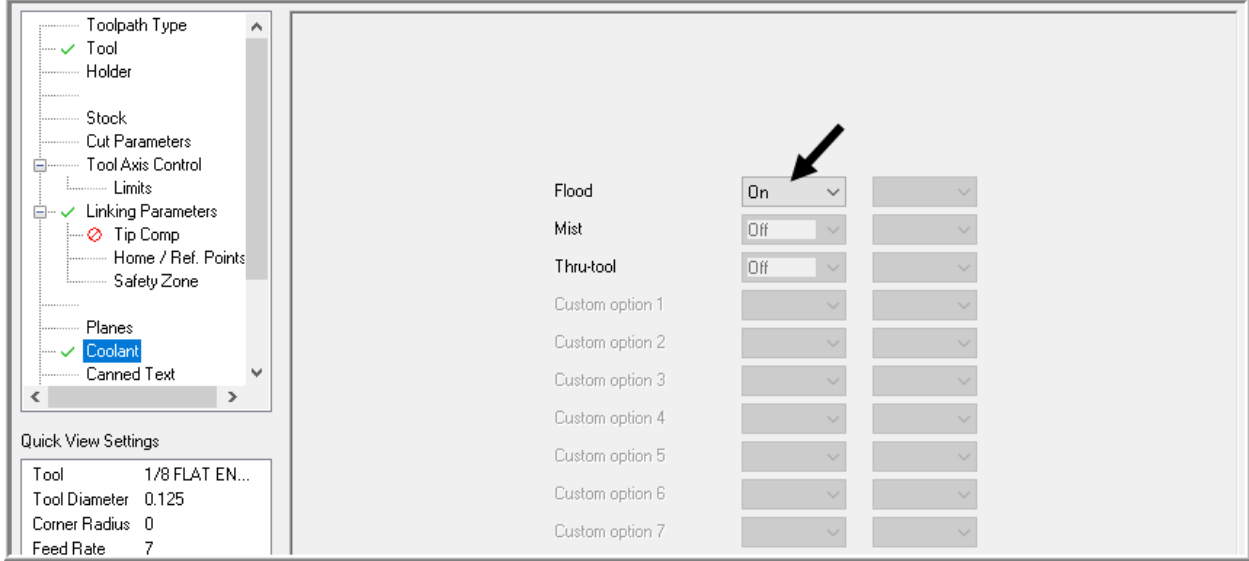 Toolpath Type
Tool
Holder
Stock
Cut Parameters
Tool Axis Control
Limits
Linking Parameters
Tip Comp
Home / Ref. Points
Safety Zone
Planes
Coolant
Canned Text
Quick View Settings
Tool 1/8 FLAT EN...
Tool Diameter 0.125
Corner Radius 0
Feed Rate 7
Flood On
Mist Off
Thru-tool Off
Custom option 1
Custom option 2
Custom option 3
Custom option 4
Custom option 5
Custom option 6
Custom option 7